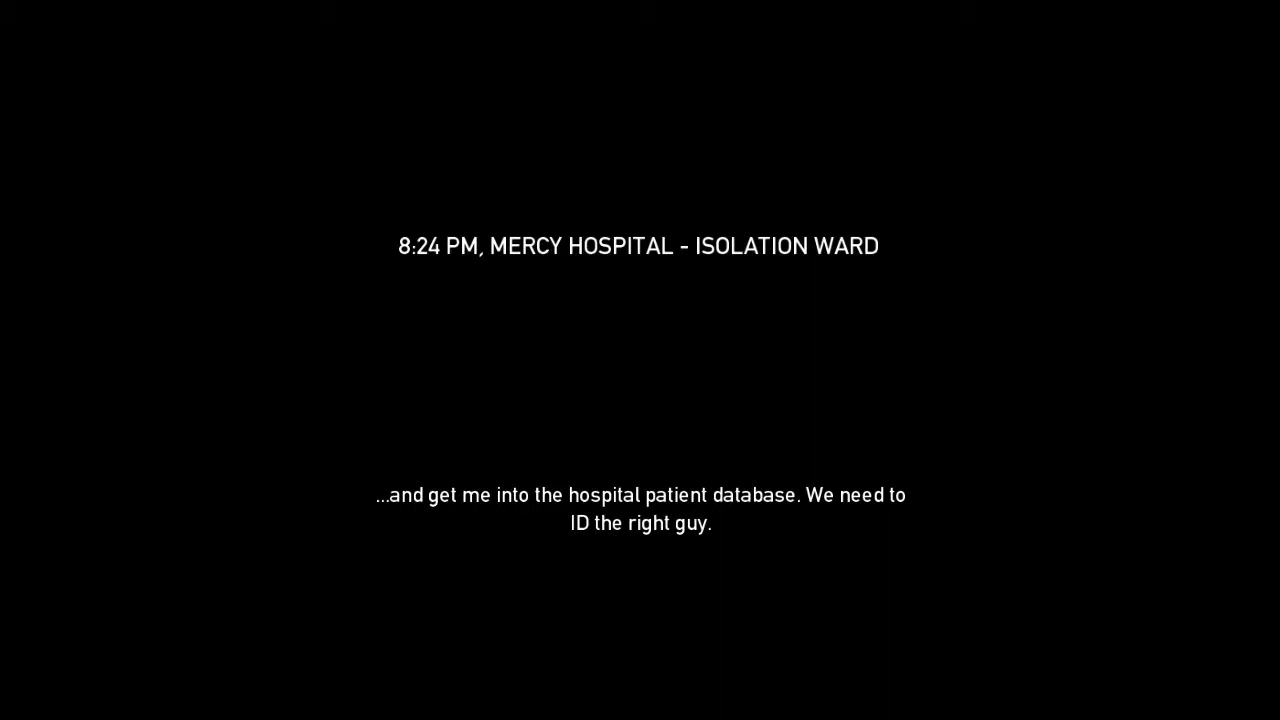 8:24 PM, MERCY HOSPITAL - ISOLATION WARD
...and get me into the hospital patient database. We need to
ID the right guy.